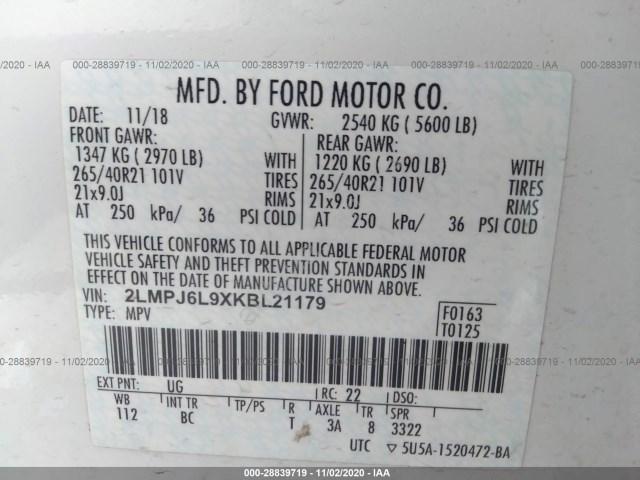 000-28839719 - 11/02/2020 - IAA
MFD. BY FORD MOTOR CO.
DATE: 11/18 GVWR: 2540 KG ( 5600 LB)
FRONT GAWR: REAR GAWR:
1347 KG ( 2970 LB) WITH 1220 KG ( 2690 LB) WITH
265/40R21 101V TIRES 265/40R21 101V TIRES
21x9.0J RIMS 21x9.0J RIMS
AT 250 kPa/ 36 PSI COLD AT 250 kPa/ 36 PSI COLD
THIS VEHICLE CONFORMS TO ALL APPLICABLE FEDERAL MOTOR
VEHICLE SAFETY AND THEFT PREVENTION STANDARDS IN
EFFECT ON THE DATE OF MANUFACTURE SHOWN ABOVE.
VIN: 2LMPJ6L9XKBL21179 F0163
TYPE: MPV T0125
EXT PNT: UG RC: 22 DSO:
WB INT TR TP/PS R AXLE TR SPR
112 BC T 3A 8 3322
UTC ▽ 5U5A-1520472-BA
000-28839719 - 11/02/2020 - IAA